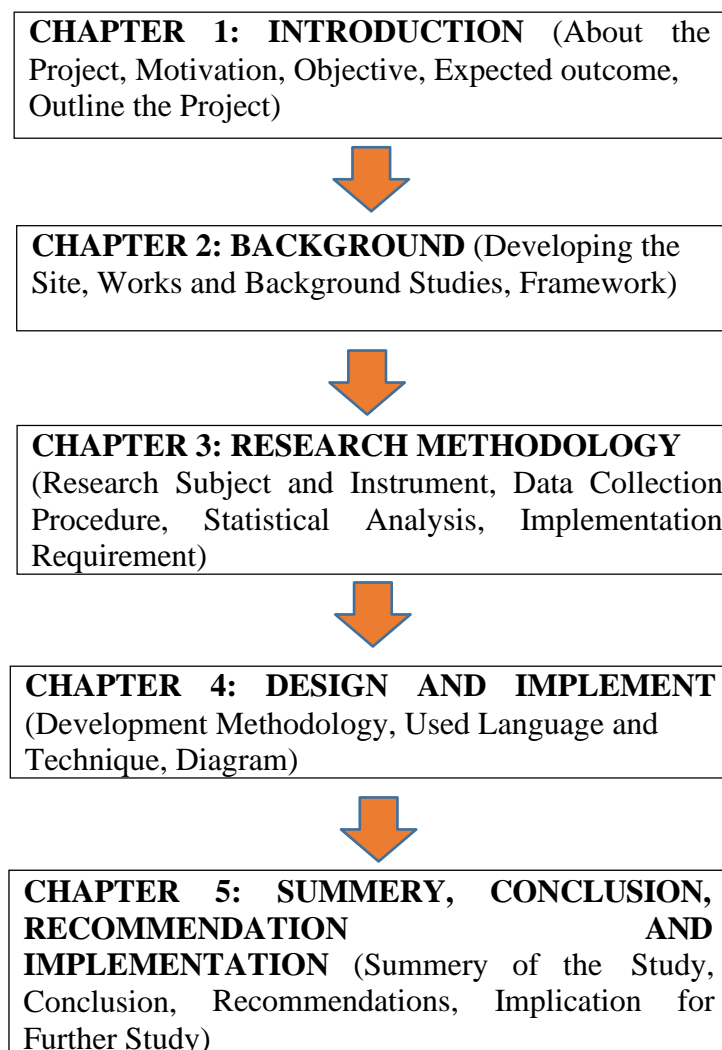 CHAPTER 1: INTRODUCTION (About the
Project, Motivation, Objective, Expected outcome,
Outline the Project)
CHAPTER 2: BACKGROUND (Developing the
Site, Works and Background Studies, Framework)
CHAPTER 3: RESEARCH METHODOLOGY
(Research Subject and Instrument, Data Collection
Procedure, Statistical Analysis, Implementation
Requirement)
CHAPTER 4: DESIGN AND IMPLEMENT
(Development Methodology, Used Language and
Technique, Diagram)
CHAPTER 5: SUMMERY, CONCLUSION,
RECOMMENDATION AND
IMPLEMENTATION (Summery of the Study,
Conclusion, Recommendations, Implication for
Further Study)